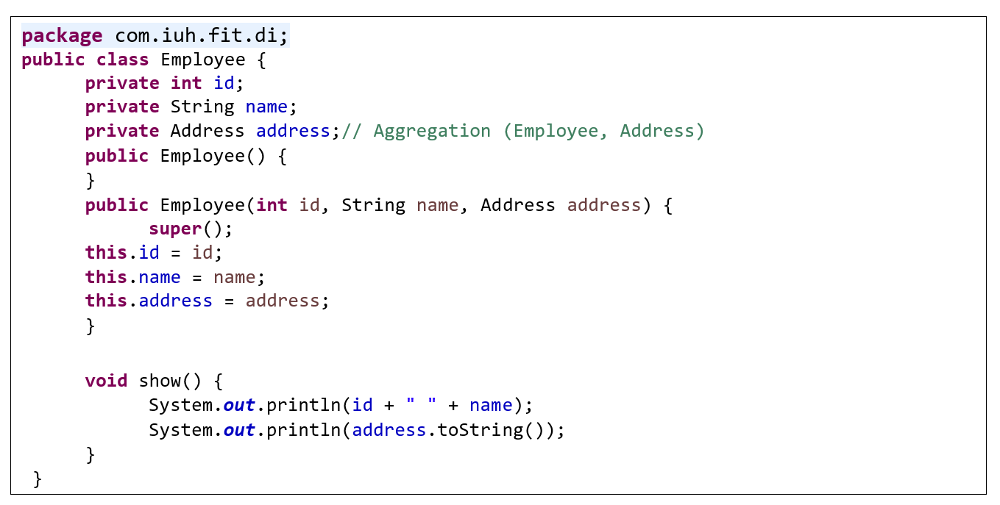 package com.iuh.fit.di;
public class Employee {
private int id;
private String name;
private Address address;// Aggregation (Employee, Address)
public Employee() {
}
public Employee(int id, String name, Address address) {
super();
this.id = id;
this.name = name;
this.address = address;
}
void show() {
System.out.println(id + " " + name);
System.out.println(address.toString());
}
}